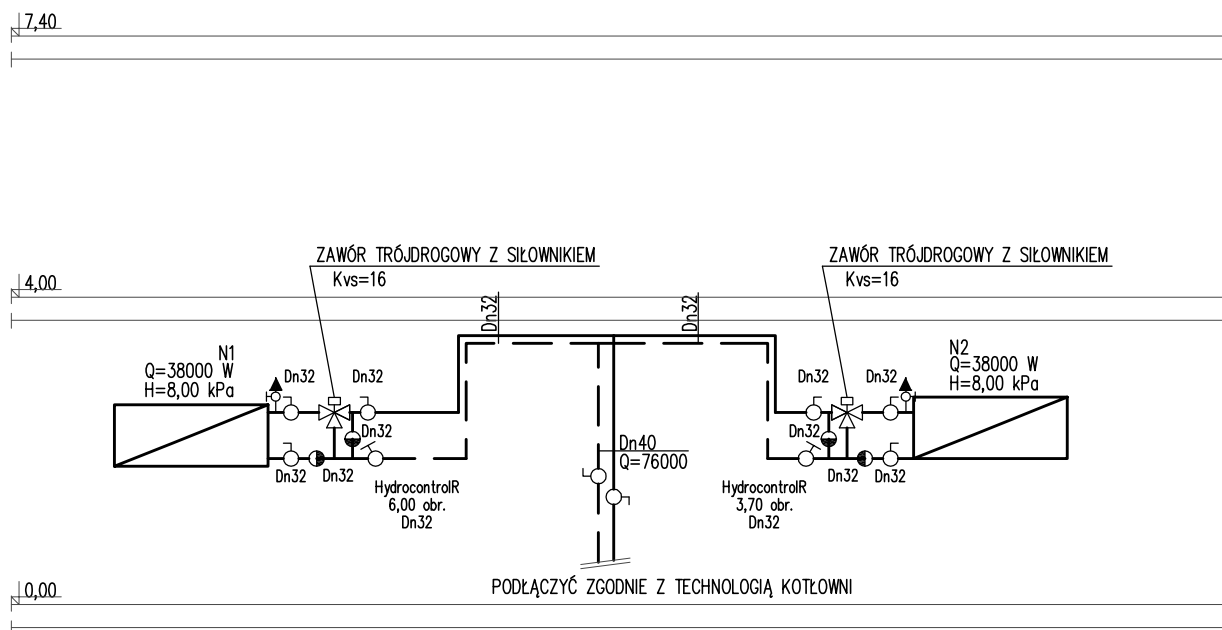 7,40
ZAWÓR TRÓJDROGOWY Z SIŁOWNIKIEM
Kvs=16
ZAWÓR TRÓJDROGOWY Z SIŁOWNIKIEM
Kvs=16
4,00
Dn32
Dn32
N1
Q=38000 W
H=8,00 kPa
Dn32
Dn32
Dn32
Dn32
Dn32
HydrocontrolR
6,00 obr.
Dn32
Dn40
Q=76000
N2
Q=38000 W
H=8,00 kPa
Dn32
Dn32
Dn32
Dn32
Dn32
HydrocontrolR
3,70 obr.
Dn32
PODŁĄCZYĆ ZGODNIE Z TECHNOLOGIĄ KOTŁOWNI
0,00